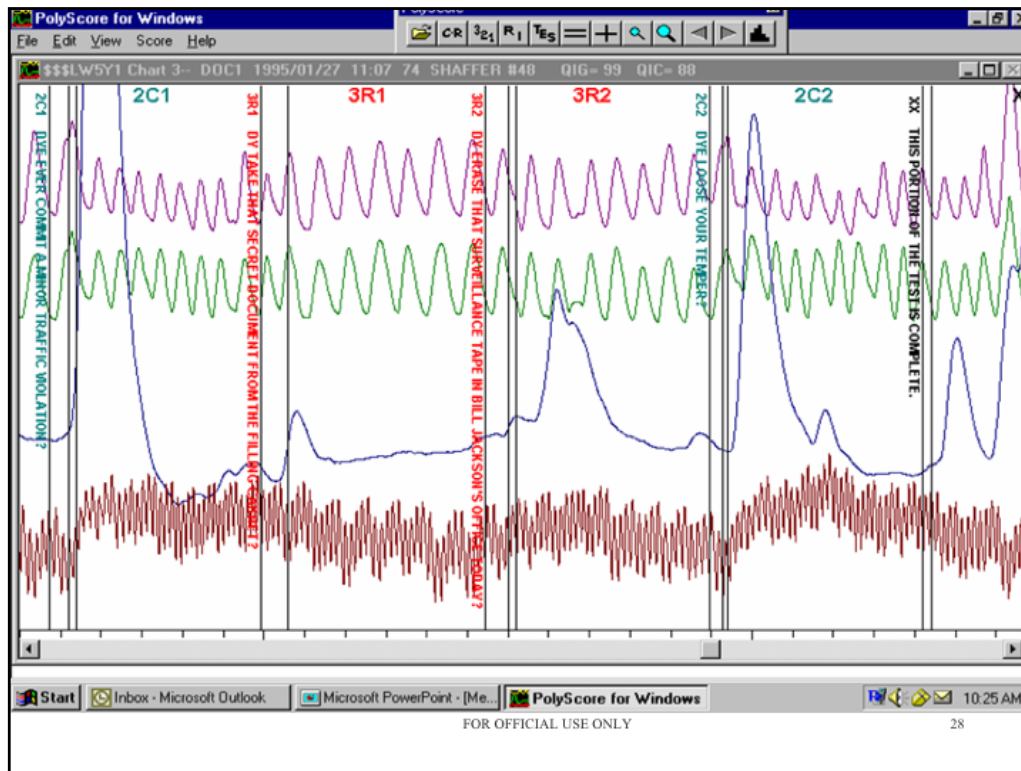 PolyScore for Windows
PolyScore
File Edit View Score Help
C·R 321 RI TES
$$$LW5Y1 Chart 3-- DOC1 1995/01/27 11:07 74 SHAFFER #48 QIG= 99 QIC= 88
2C1 3R1 3R2 2C2 X
2C1 DYE EVER COMMIT A MINOR TRAFFIC VIOLATION?
3R1 DY TAKE THAT SECRET DOCUMENT FROM THE FILLING CABINET?
3R2 DY ERASE THAT SURVEILLANCE TAPE IN BILL JACKSON'S OFFICE TODAY?
2C2 DYE LOOSE YOUR TEMPER?
XX THIS PORTION OF THE TEST IS COMPLETE.
Start Inbox - Microsoft Outlook Microsoft PowerPoint - [Me... PolyScore for Windows 10:25 AM
FOR OFFICIAL USE ONLY 28